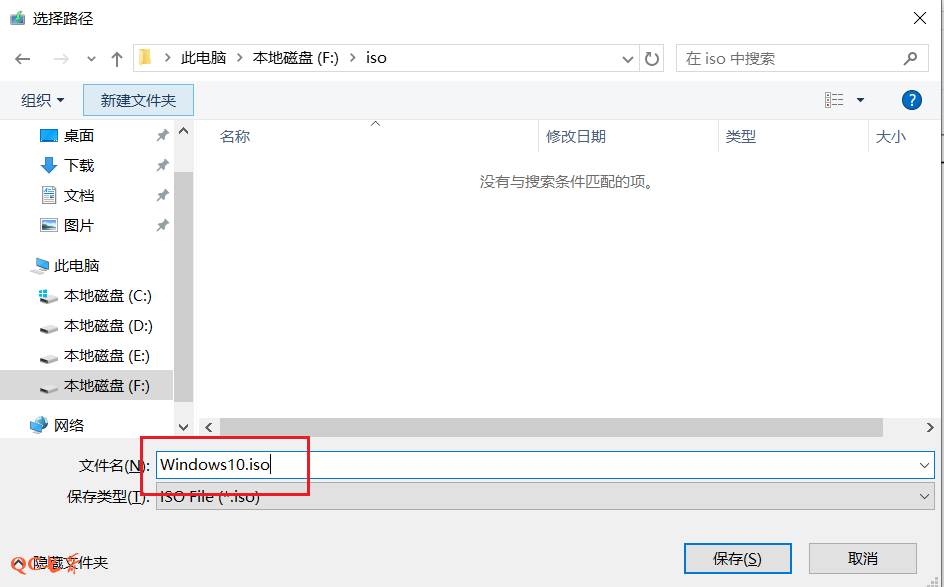 选择路径
此电脑 本地磁盘 (F:) iso
在 iso 中搜索
组织 新建文件夹
名称 修改日期 类型 大小
没有与搜索条件匹配的项。
桌面
下载
文档
图片
此电脑
本地磁盘 (C:)
本地磁盘 (D:)
本地磁盘 (E:)
本地磁盘 (F:)
网络
文件名(N): Windows10.iso
保存类型(T): ISO File (*.iso)
隐藏文件夹
保存(S) 取消